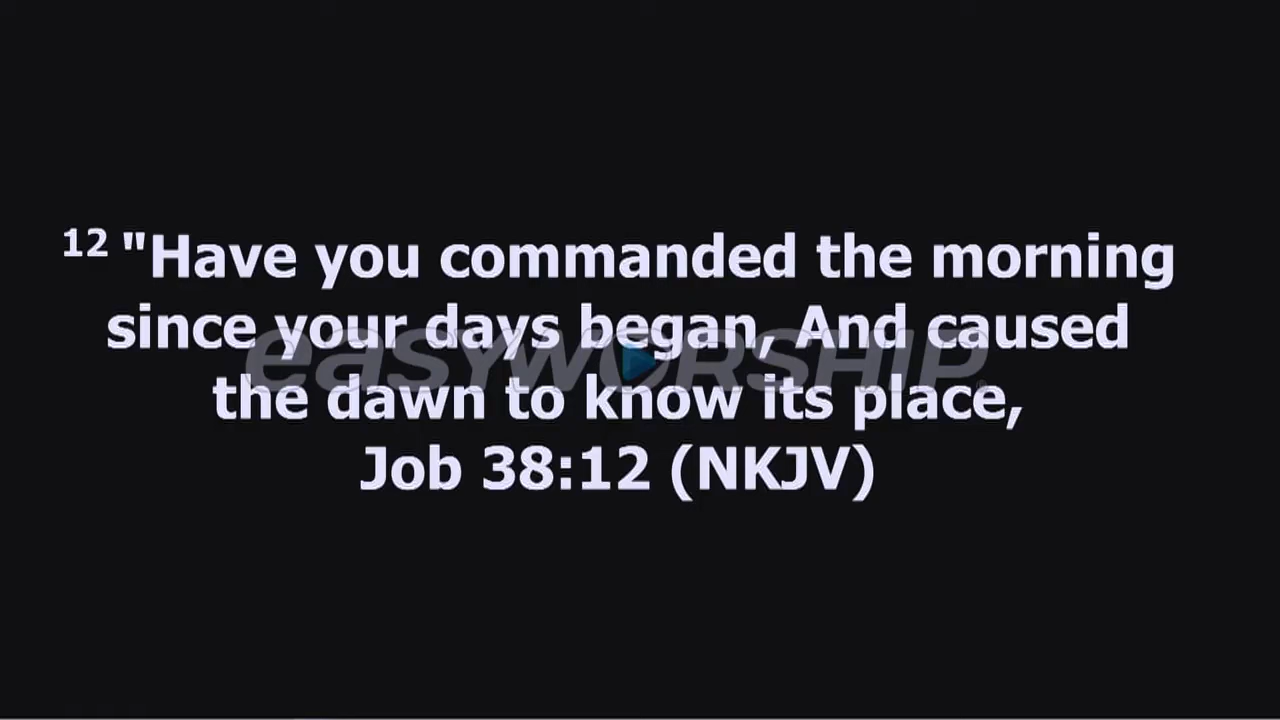 12 "Have you commanded the morning
since your days began, And caused
easyworship
the dawn to know its place,
Job 38:12 (NKJV)